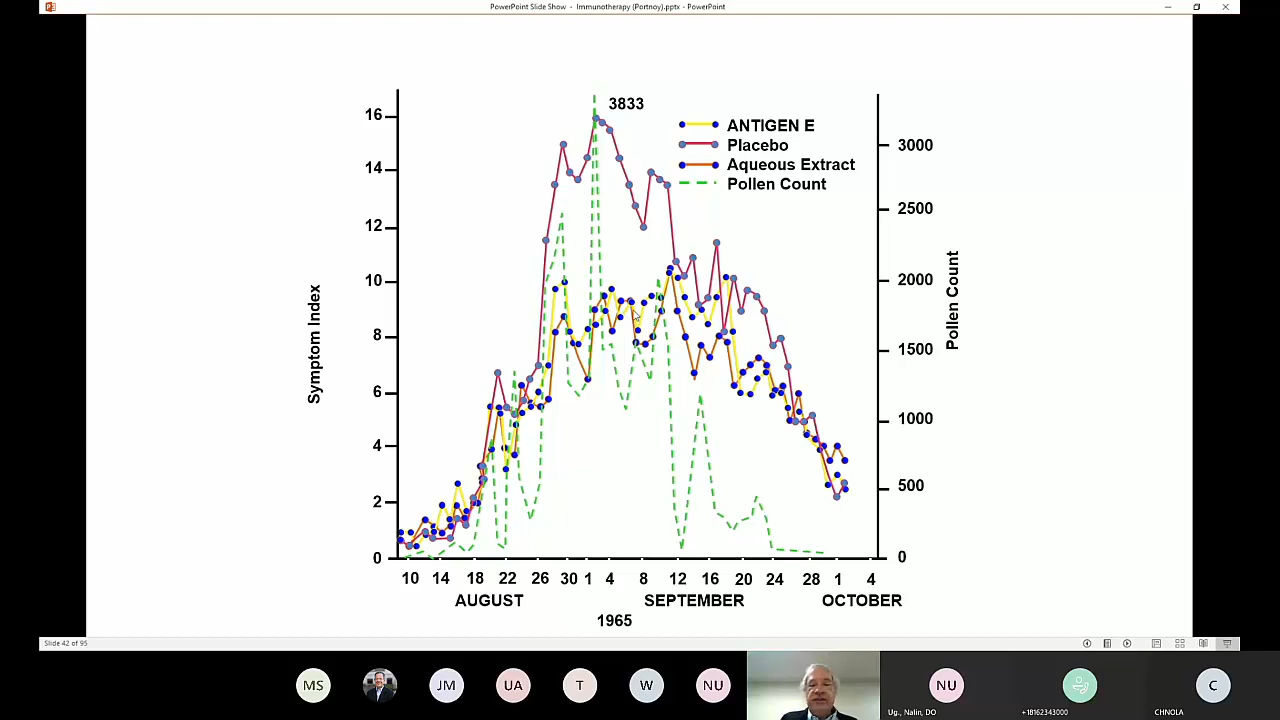 PowerPoint Slide Show - Immunotherapy (Portnoy).pptx - PowerPoint
3833
ANTIGEN E
Placebo
Aqueous Extract
Pollen Count
16
14
12
10
8
6
4
2
0
Symptom Index
3000
2500
2000
1500
1000
500
0
Pollen Count
10 14 18 22 26 30 1 4 8 12 16 20 24 28 1 4
AUGUST SEPTEMBER OCTOBER
1965
Slide 42 of 95
MS JM UA T W NU NU C
Ug., Nalin, DO +18162343000 CHNOLA